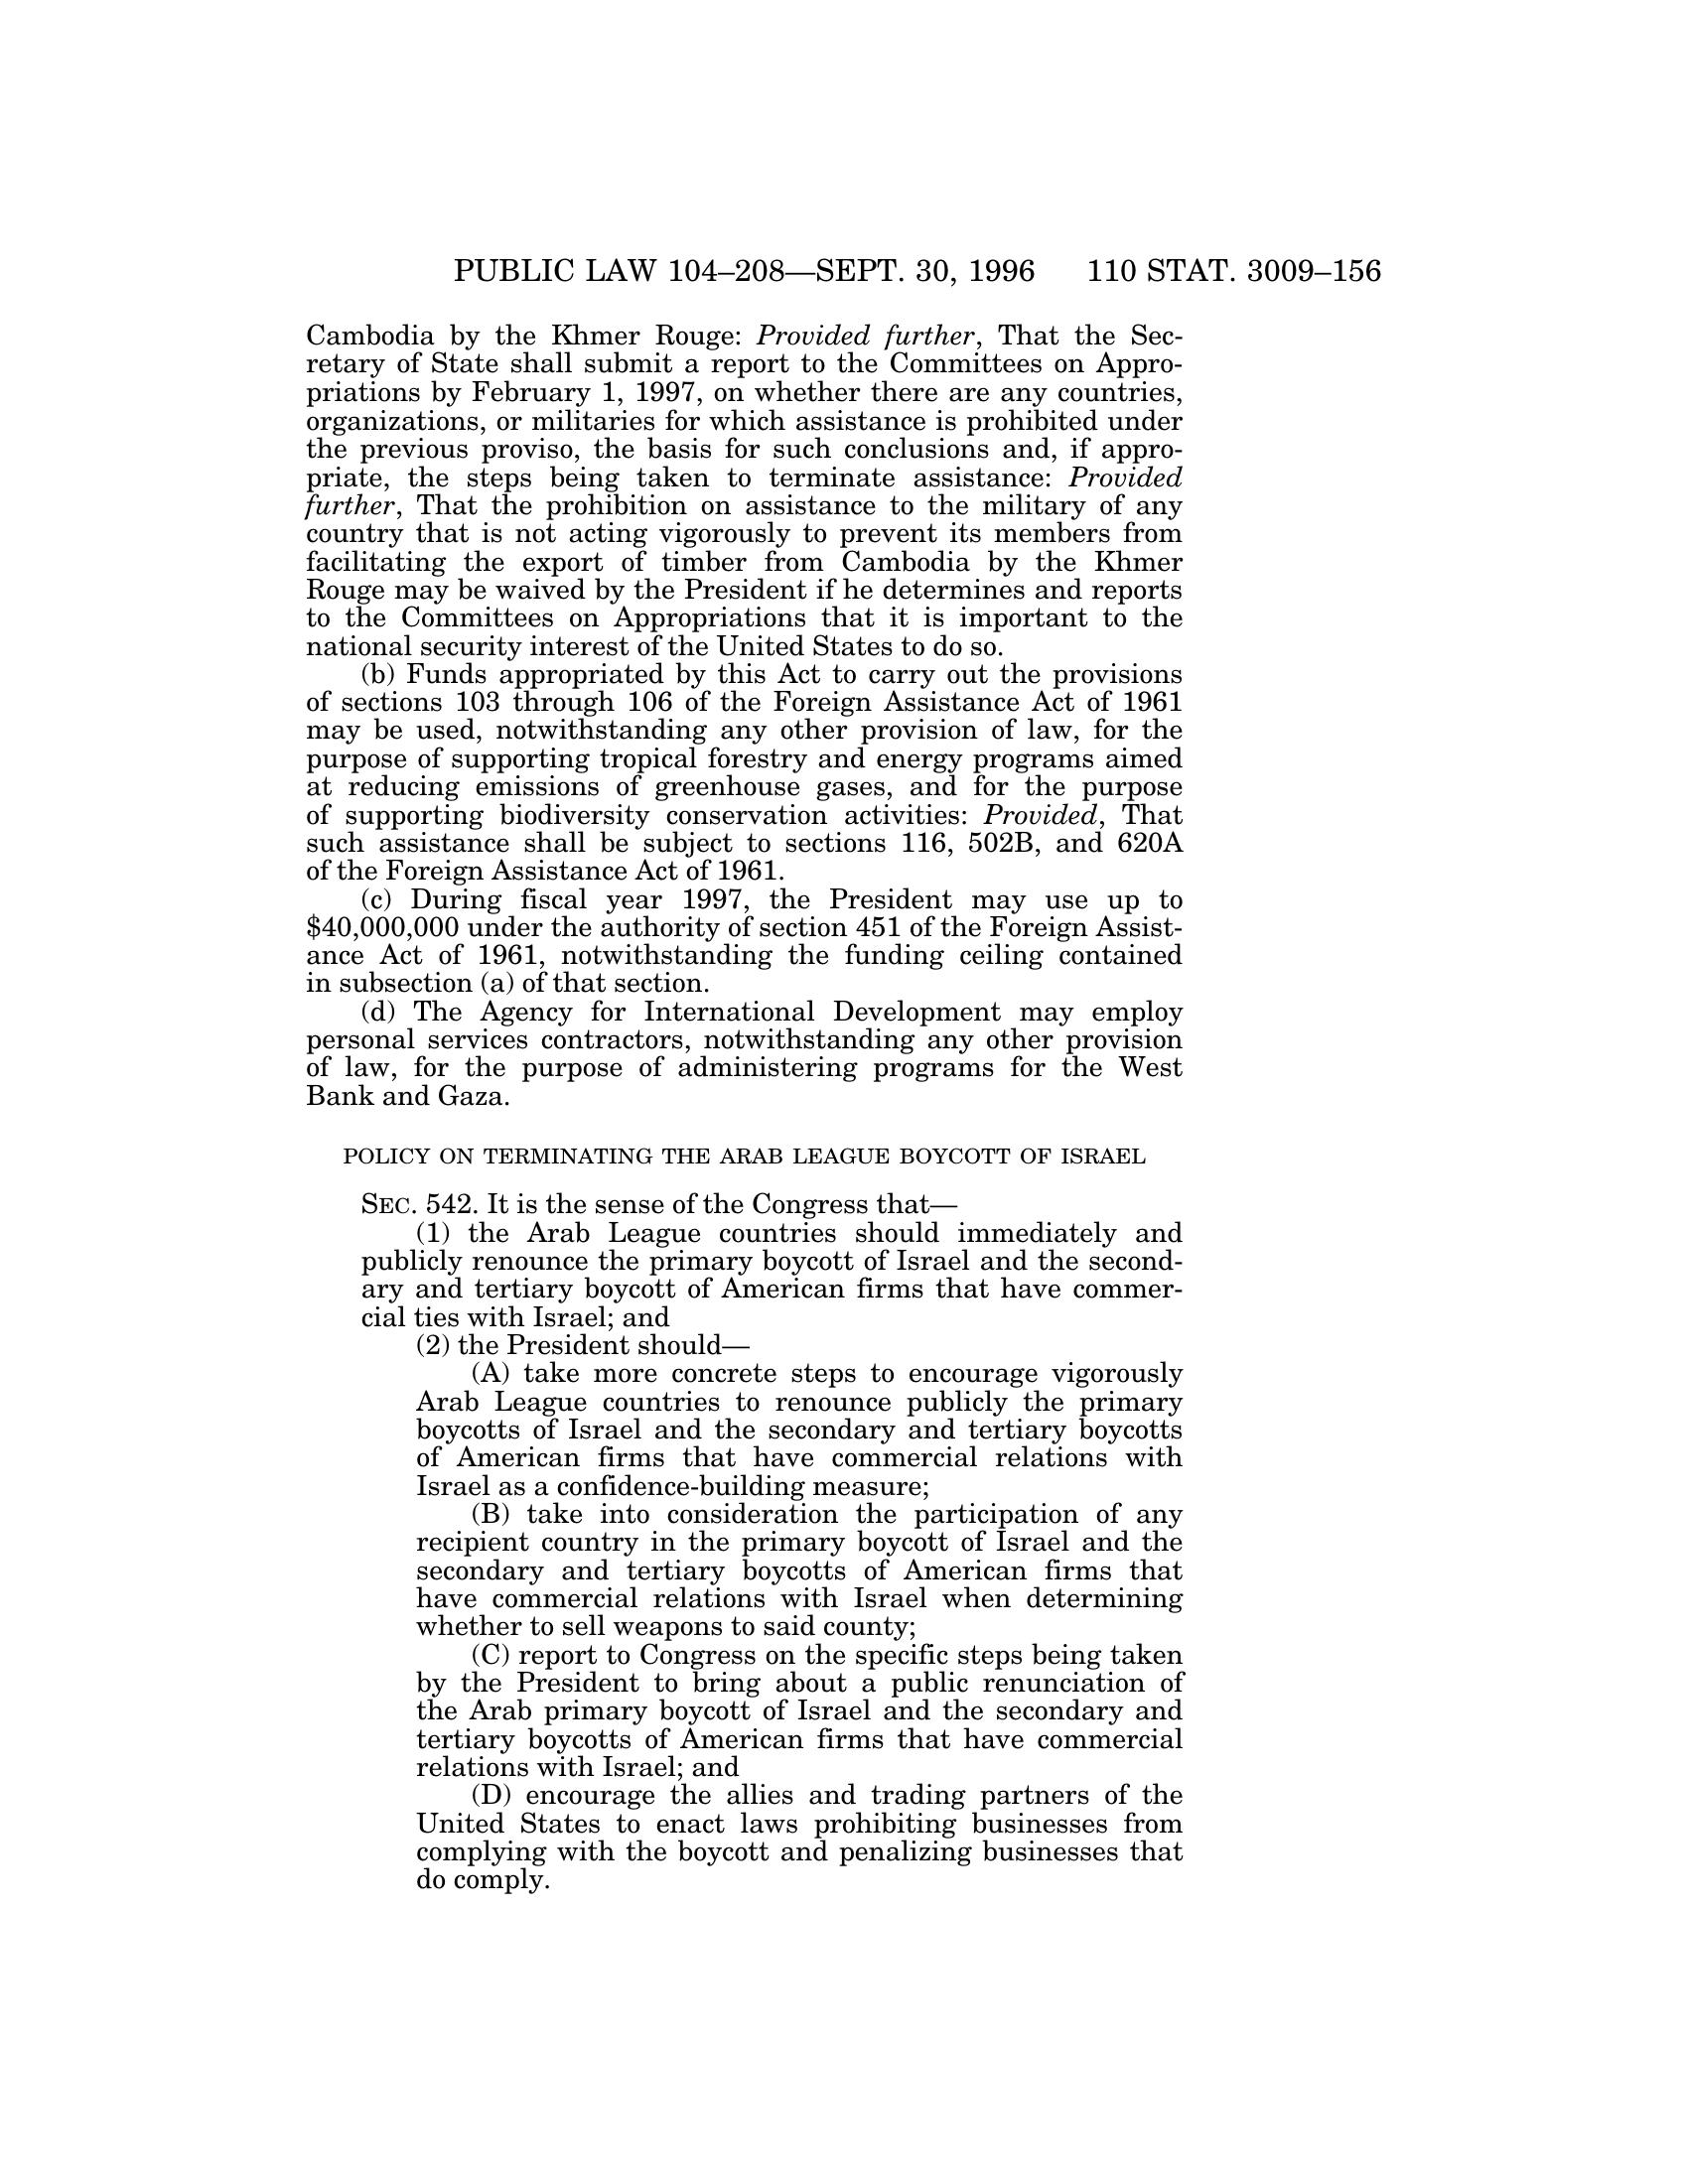 PUBLIC LAW 104–208—SEPT. 30, 1996 110 STAT. 3009–156
Cambodia by the Khmer Rouge: Provided further, That the Sec-
retary of State shall submit a report to the Committees on Appro-
priations by February 1, 1997, on whether there are any countries,
organizations, or militaries for which assistance is prohibited under
the previous proviso, the basis for such conclusions and, if appro-
priate, the steps being taken to terminate assistance: Provided
further, That the prohibition on assistance to the military of any
country that is not acting vigorously to prevent its members from
facilitating the export of timber from Cambodia by the Khmer
Rouge may be waived by the President if he determines and reports
to the Committees on Appropriations that it is important to the
national security interest of the United States to do so.
(b) Funds appropriated by this Act to carry out the provisions
of sections 103 through 106 of the Foreign Assistance Act of 1961
may be used, notwithstanding any other provision of law, for the
purpose of supporting tropical forestry and energy programs aimed
at reducing emissions of greenhouse gases, and for the purpose
of supporting biodiversity conservation activities: Provided, That
such assistance shall be subject to sections 116, 502B, and 620A
of the Foreign Assistance Act of 1961.
(c) During fiscal year 1997, the President may use up to
$40,000,000 under the authority of section 451 of the Foreign Assist-
ance Act of 1961, notwithstanding the funding ceiling contained
in subsection (a) of that section.
(d) The Agency for International Development may employ
personal services contractors, notwithstanding any other provision
of law, for the purpose of administering programs for the West
Bank and Gaza.
POLICY ON TERMINATING THE ARAB LEAGUE BOYCOTT OF ISRAEL
SEC. 542. It is the sense of the Congress that—
(1) the Arab League countries should immediately and
publicly renounce the primary boycott of Israel and the second-
ary and tertiary boycott of American firms that have commer-
cial ties with Israel; and
(2) the President should—
(A) take more concrete steps to encourage vigorously
Arab League countries to renounce publicly the primary
boycotts of Israel and the secondary and tertiary boycotts
of American firms that have commercial relations with
Israel as a confidence-building measure;
(B) take into consideration the participation of any
recipient country in the primary boycott of Israel and the
secondary and tertiary boycotts of American firms that
have commercial relations with Israel when determining
whether to sell weapons to said county;
(C) report to Congress on the specific steps being taken
by the President to bring about a public renunciation of
the Arab primary boycott of Israel and the secondary and
tertiary boycotts of American firms that have commercial
relations with Israel; and
(D) encourage the allies and trading partners of the
United States to enact laws prohibiting businesses from
complying with the boycott and penalizing businesses that
do comply.